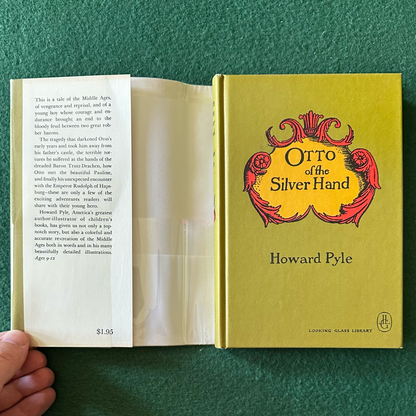 This is a tale of the Middle Ages,
of vengeance and reprisal, and of a
young boy whose courage and en-
durance brought an end to the
bloody feud between two great rob-
ber barons.
The tragedy that darkened Otto's
early years and took him away from
his father's castle, the horrible tor-
tures he suffered at the hands of the
dreaded Baron Trutz-Drachen, how
Otto met the beautiful Pauline,
and finally his unexpected encounter
with the Emperor Rudolph of Haps-
burg—these are only a few of the
exciting adventures readers will
share with their young hero.
Howard Pyle, America's greatest
author-illustrator of children's
books, has given us not only a top-
notch story, but also a colorful and
accurate re-creation of the Middle
Ages both in words and in his many
beautifully detailed illustrations.
Ages 9-12
$1.95
OTTO
of the
Silver Hand
Howard Pyle
LOOKING GLASS LIBRARY